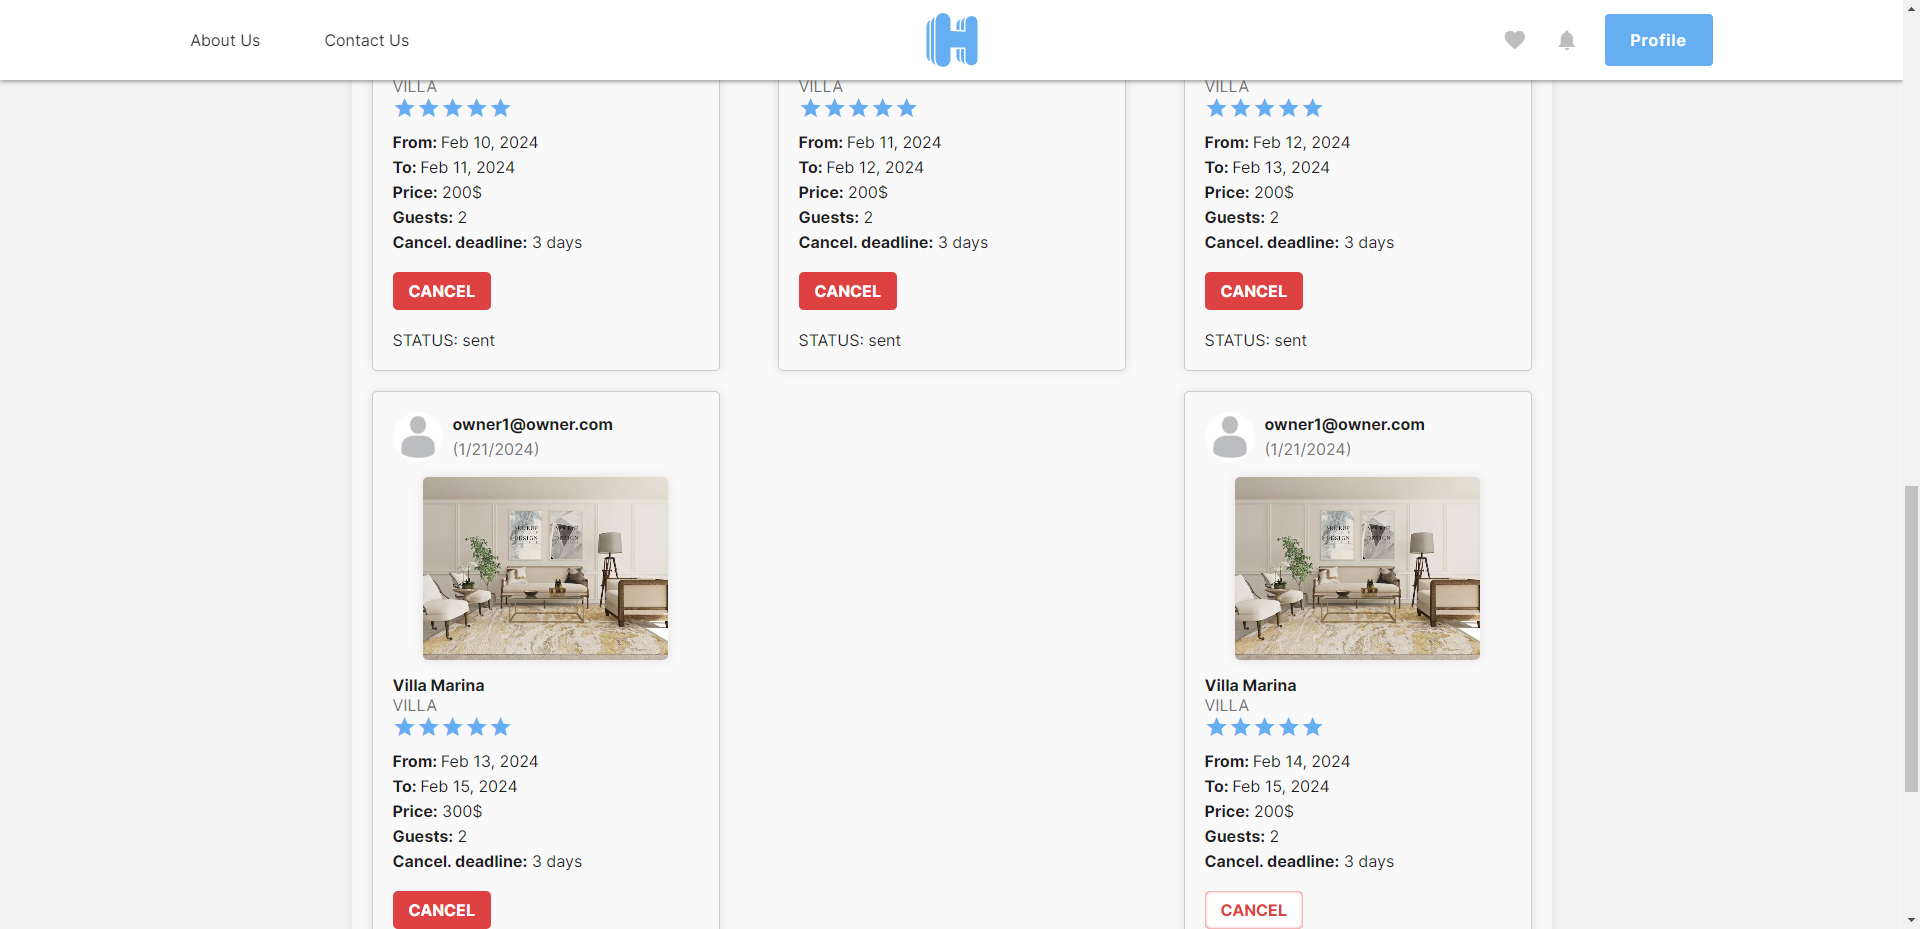 About Us
Contact Us
Profile
VILLA
From: Feb 10, 2024
To: Feb 11, 2024
Price: 200$
Guests: 2
Cancel. deadline: 3 days
CANCEL
STATUS: sent
VILLA
From: Feb 11, 2024
To: Feb 12, 2024
Price: 200$
Guests: 2
Cancel. deadline: 3 days
CANCEL
STATUS: sent
VILLA
From: Feb 12, 2024
To: Feb 13, 2024
Price: 200$
Guests: 2
Cancel. deadline: 3 days
CANCEL
STATUS: sent
owner1@owner.com
(1/21/2024)
MOCKUP
DESIGN
DESIGN
Villa Marina
VILLA
From: Feb 13, 2024
To: Feb 15, 2024
Price: 300$
Guests: 2
Cancel. deadline: 3 days
CANCEL
owner1@owner.com
(1/21/2024)
MOCKUP
DESIGN
DESIGN
Villa Marina
VILLA
From: Feb 14, 2024
To: Feb 15, 2024
Price: 200$
Guests: 2
Cancel. deadline: 3 days
CANCEL